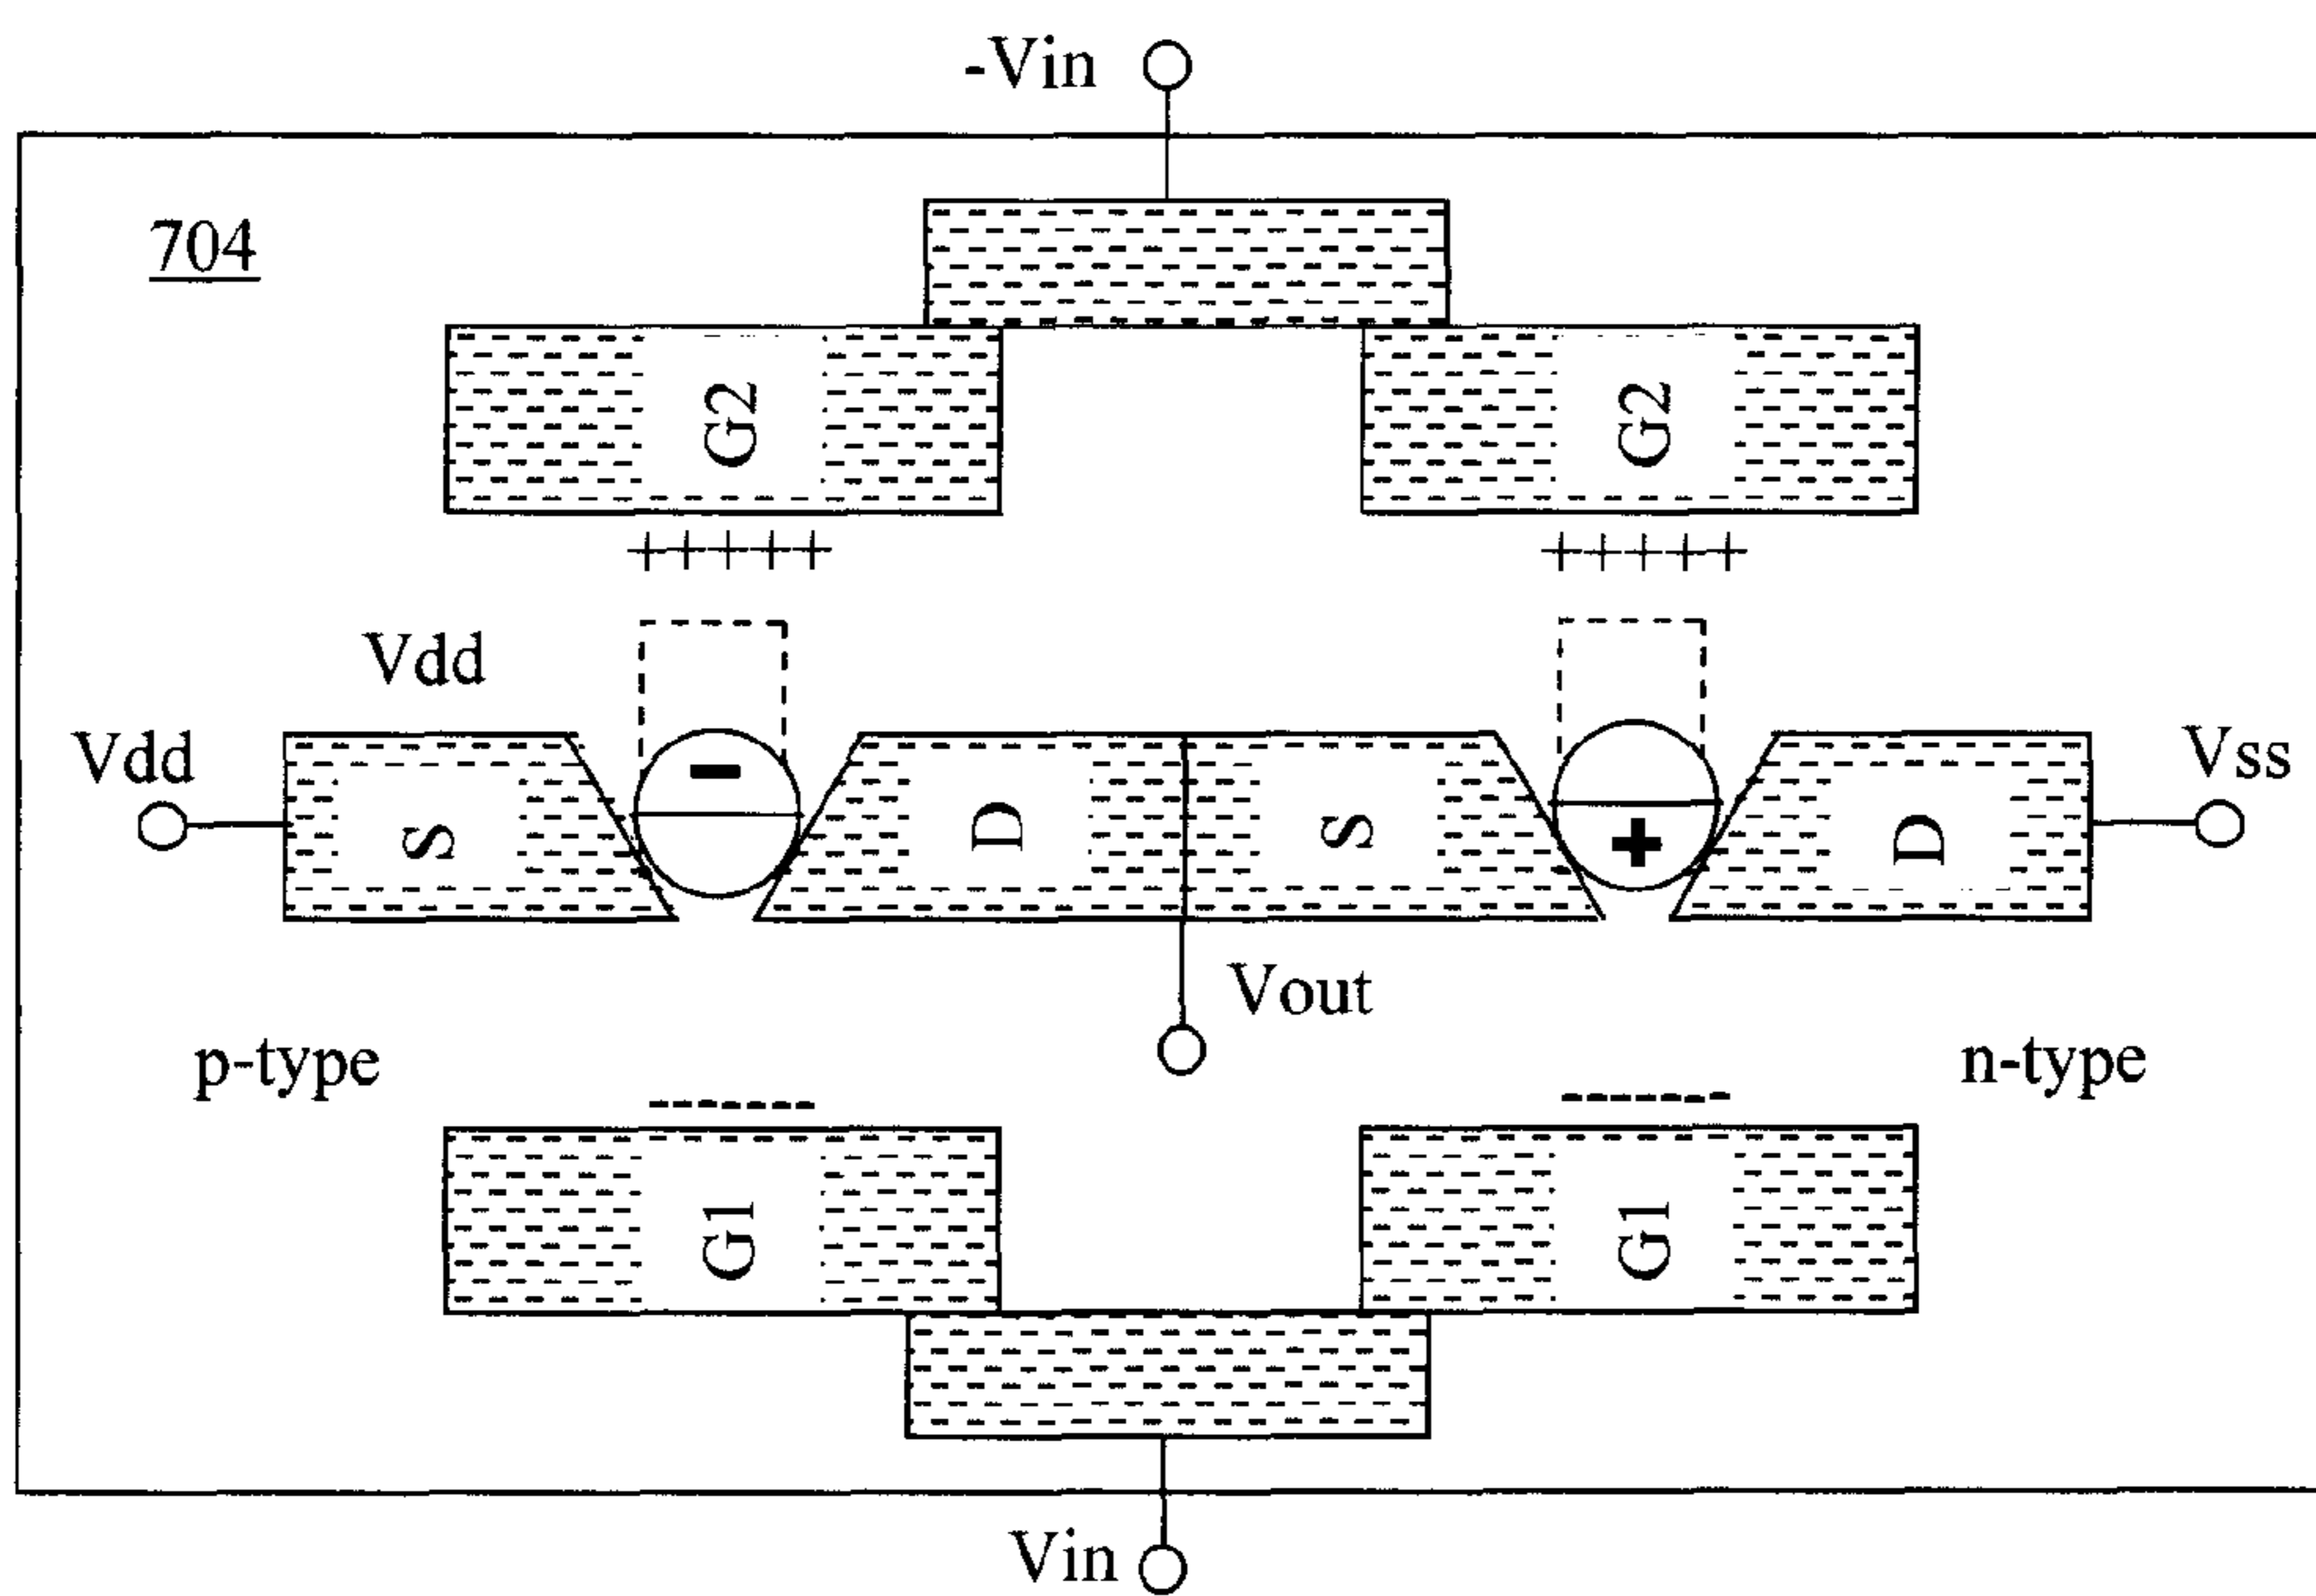 -Vin
704
G2 G2
Vdd
Vdd Vss
S D S D
Vout
p-type n-type
G1 G1
Vin